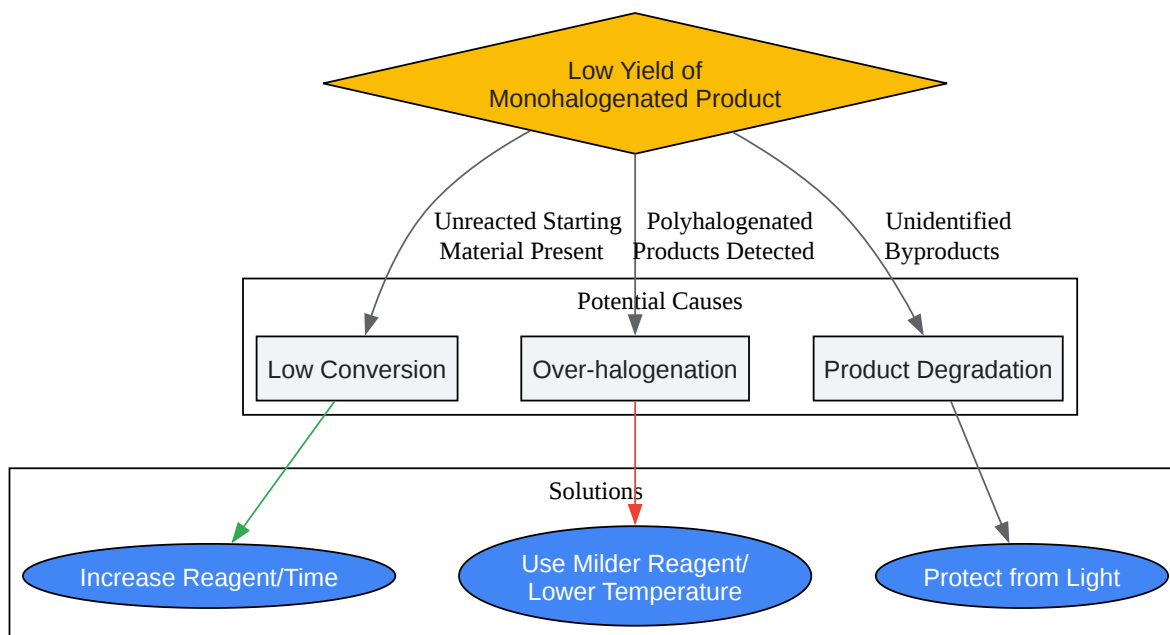 Low Yield of
Monohalogenated Product
Unreacted Starting
Material Present
Polyhalogenated
Products Detected
Unidentified
Byproducts
Potential Causes
Low Conversion
Over-halogenation
Product Degradation
Solutions
Increase Reagent/Time
Use Milder Reagent/
Lower Temperature
Protect from Light